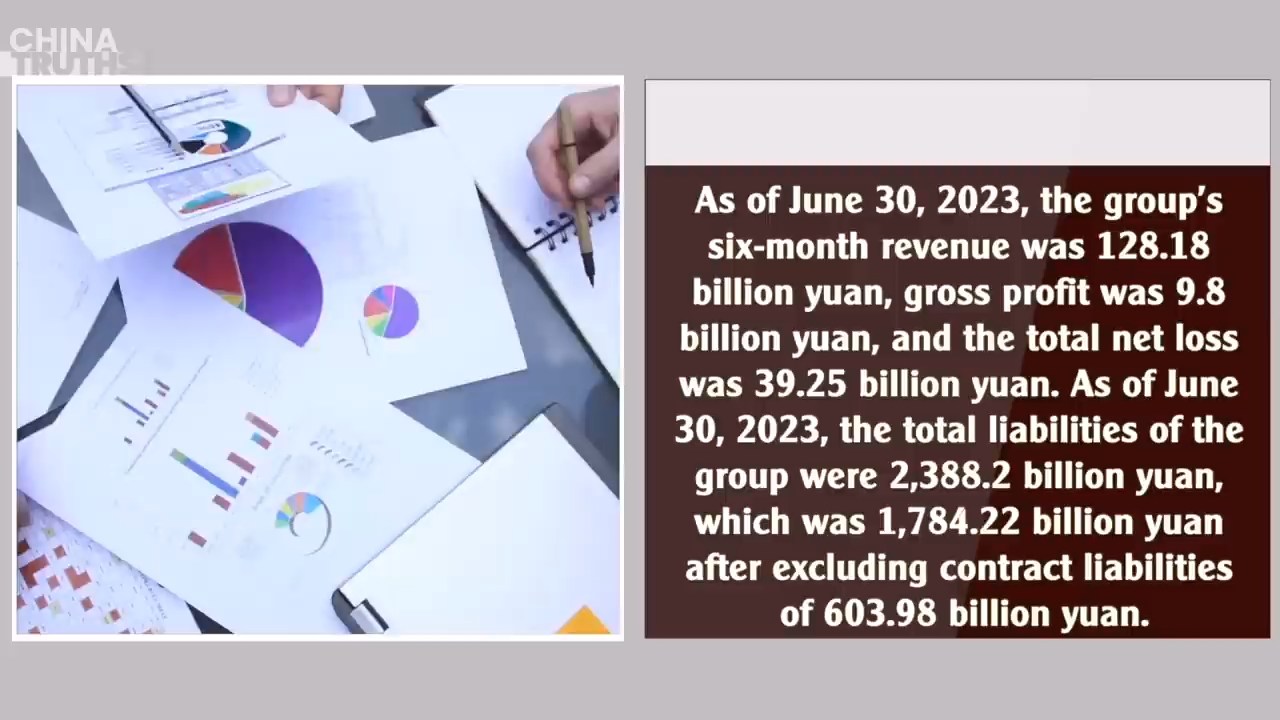 CHINA
TRUTHS
As of June 30, 2023, the group's
six-month revenue was 128.18
billion yuan, gross profit was 9.8
billion yuan, and the total net loss
was 39.25 billion yuan. As of June
30, 2023, the total liabilities of the
group were 2,388.2 billion yuan,
which was 1,784.22 billion yuan
after excluding contract liabilities
of 603.98 billion yuan.